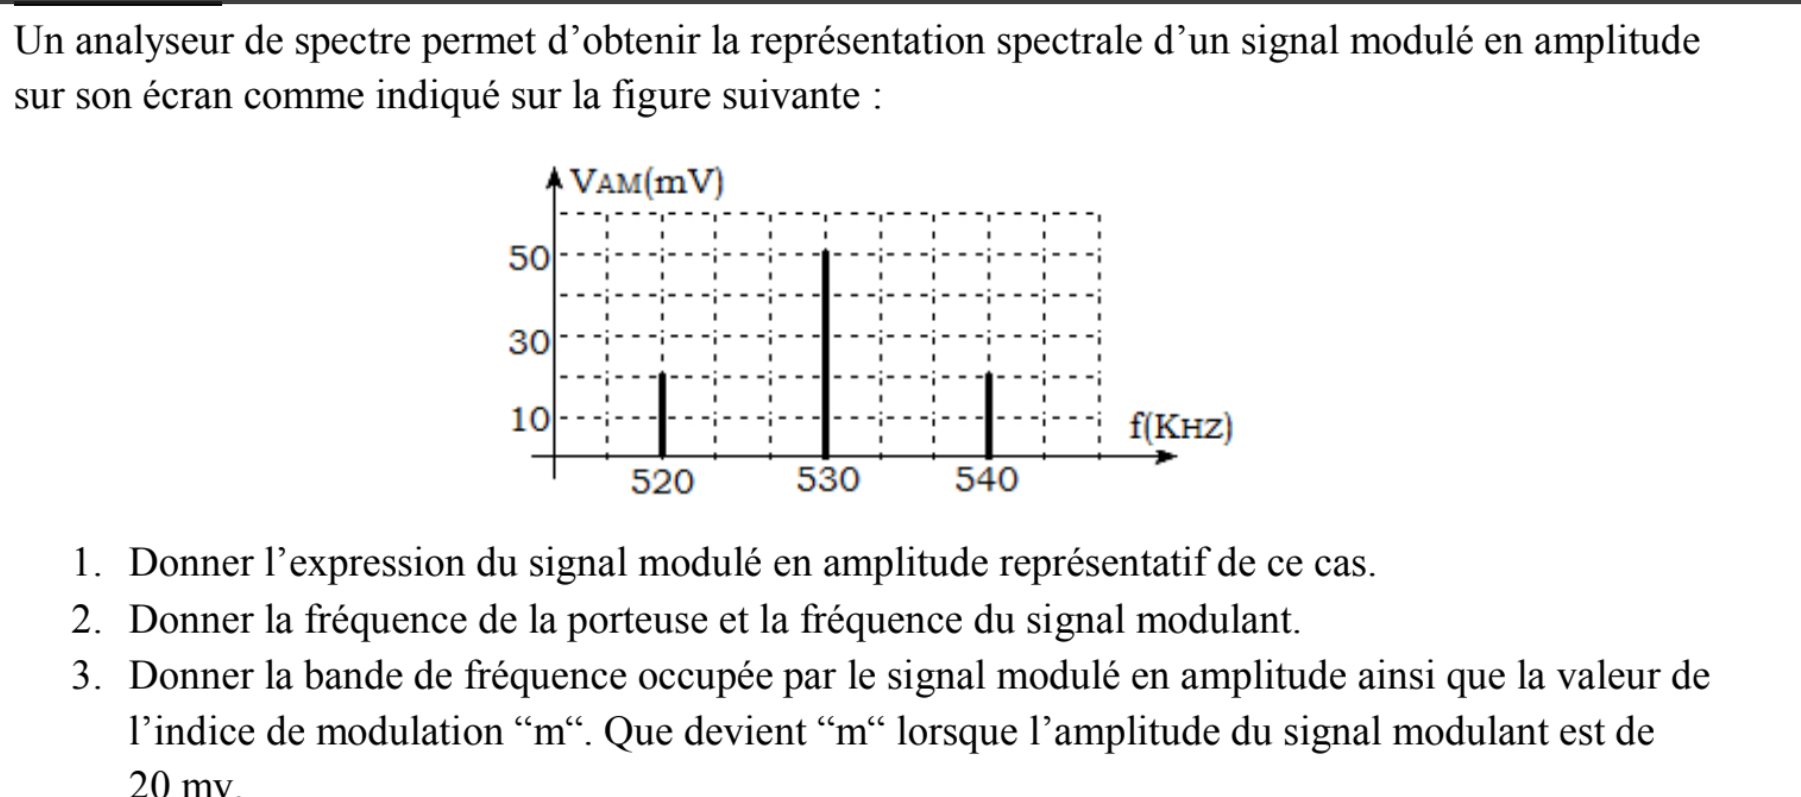 Un analyseur de spectre permet d’obtenir la représentation spectrale d’un signal modulé en amplitude
sur son écran comme indiqué sur la figure suivante :
VAM(mV)
50
30
10
f(KHZ)
520 530 540
1. Donner l’expression du signal modulé en amplitude représentatif de ce cas.
2. Donner la fréquence de la porteuse et la fréquence du signal modulant.
3. Donner la bande de fréquence occupée par le signal modulé en amplitude ainsi que la valeur de
l’indice de modulation “m“. Que devient “m“ lorsque l’amplitude du signal modulant est de
20 mv.